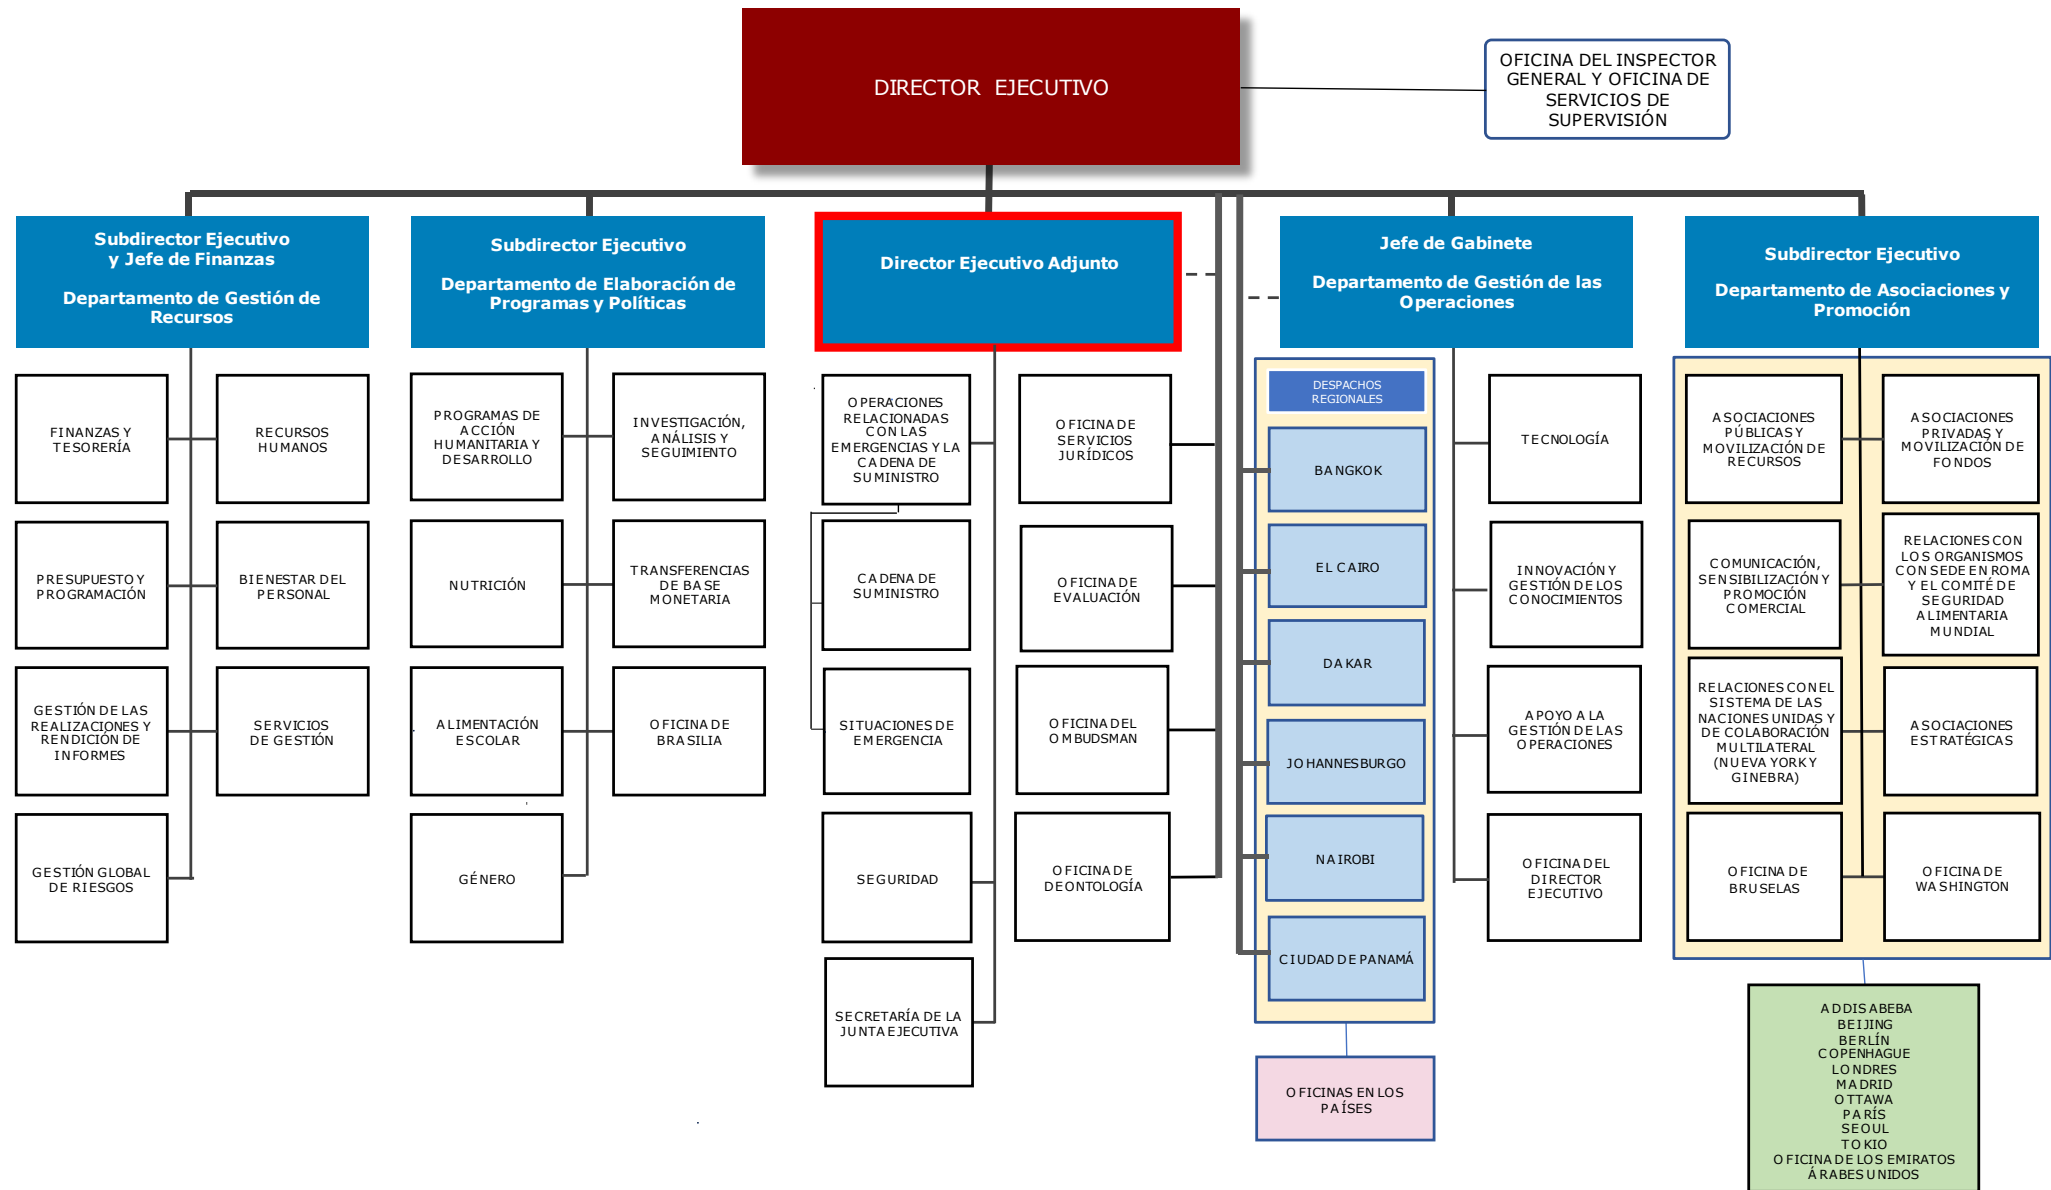 DIRECTOR EJECUTIVO
OFICINA DEL INSPECTOR
GENERAL Y OFICINA DE
SERVICIOS DE
SUPERVISIÓN
Subdirector Ejecutivo
y Jefe de Finanzas
Departamento de Gestión de
Recursos
Subdirector Ejecutivo
Departamento de Elaboración de
Programas y Políticas
Director Ejecutivo Adjunto
Jefe de Gabinete
Departamento de Gestión de las
Operaciones
Subdirector Ejecutivo
Departamento de Asociaciones y
Promoción
FINANZAS Y
TESORERÍA
RECURSOS
HUMANOS
PRESUPUESTO Y
PROGRAMACIÓN
BIENESTAR DEL
PERSONAL
GESTIÓN DE LAS
REALIZACIONES Y
RENDICIÓN DE
INFORMES
SERVICIOS
DE GESTIÓN
GESTIÓN GLOBAL
DE RIESGOS
PROGRAMAS DE
ACCIÓN
HUMANITARIA Y
DESARROLLO
INVESTIGACIÓN,
ANÁLISIS Y
SEGUIMIENTO
NUTRICIÓN
TRANSFERENCIAS
DE BASE
MONETARIA
ALIMENTACIÓN
ESCOLAR
OFICINA DE
BRASILIA
GÉNERO
OPERACIONES
RELACIONADAS
CON LAS
EMERGENCIAS Y LA
CADENA DE
SUMINISTRO
OFICINA DE
SERVICIOS
JURÍDICOS
CADENA DE
SUMINISTRO
OFICINA DE
EVALUACIÓN
SITUACIONES DE
EMERGENCIA
OFICINA DEL
OMBUDSMAN
SEGURIDAD
OFICINA DE
DEONTOLOGÍA
SECRETARÍA DE LA
JUNTA EJECUTIVA
DESPACHOS
REGIONALES
BANGKOK
EL CAIRO
DAKAR
JOHANNESBURGO
NAIROBI
CIUDAD DE PANAMÁ
OFICINAS EN LOS
PAÍSES
TECNOLOGÍA
INNOVACIÓN Y
GESTIÓN DE LOS
CONOCIMIENTOS
APOYO A LA
GESTIÓN DE LAS
OPERACIONES
OFICINA DEL
DIRECTOR
EJECUTIVO
ASOCIACIONES
PÚBLICAS Y
MOVILIZACIÓN DE
RECURSOS
ASOCIACIONES
PRIVADAS Y
MOVILIZACIÓN DE
FONDOS
COMUNICACIÓN,
SENSIBILIZACIÓN Y
PROMOCIÓN
COMERCIAL
RELACIONES CON
LOS ORGANISMOS
CON SEDE EN ROMA
Y EL COMITÉ DE
SEGURIDAD
ALIMENTARIA
MUNDIAL
RELACIONES CON EL
SISTEMA DE LAS
NACIONES UNIDAS Y
DE COLABORACIÓN
MULTILATERAL
(NUEVA YORK Y
GINEBRA)
ASOCIACIONES
ESTRATÉGICAS
OFICINA DE
BRUSELAS
OFICINA DE
WASHINGTON
ADDIS ABEBA
BEIJING
BERLÍN
COPENHAGUE
LONDRES
MADRID
OTTAWA
PARÍS
SEOUL
TOKIO
OFICINA DE LOS EMIRATOS
ÁRABES UNIDOS